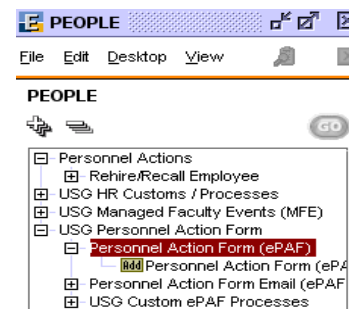 PEOPLE
File Edit Desktop View
PEOPLE
GO
Personnel Actions
Rehire/Recall Employee
USG HR Customs / Processes
USG Managed Faculty Events (MFE)
USG Personnel Action Form
Personnel Action Form (ePAF)
Add Personnel Action Form (ePA
Personnel Action Form Email (ePAF
USG Custom ePAF Processes